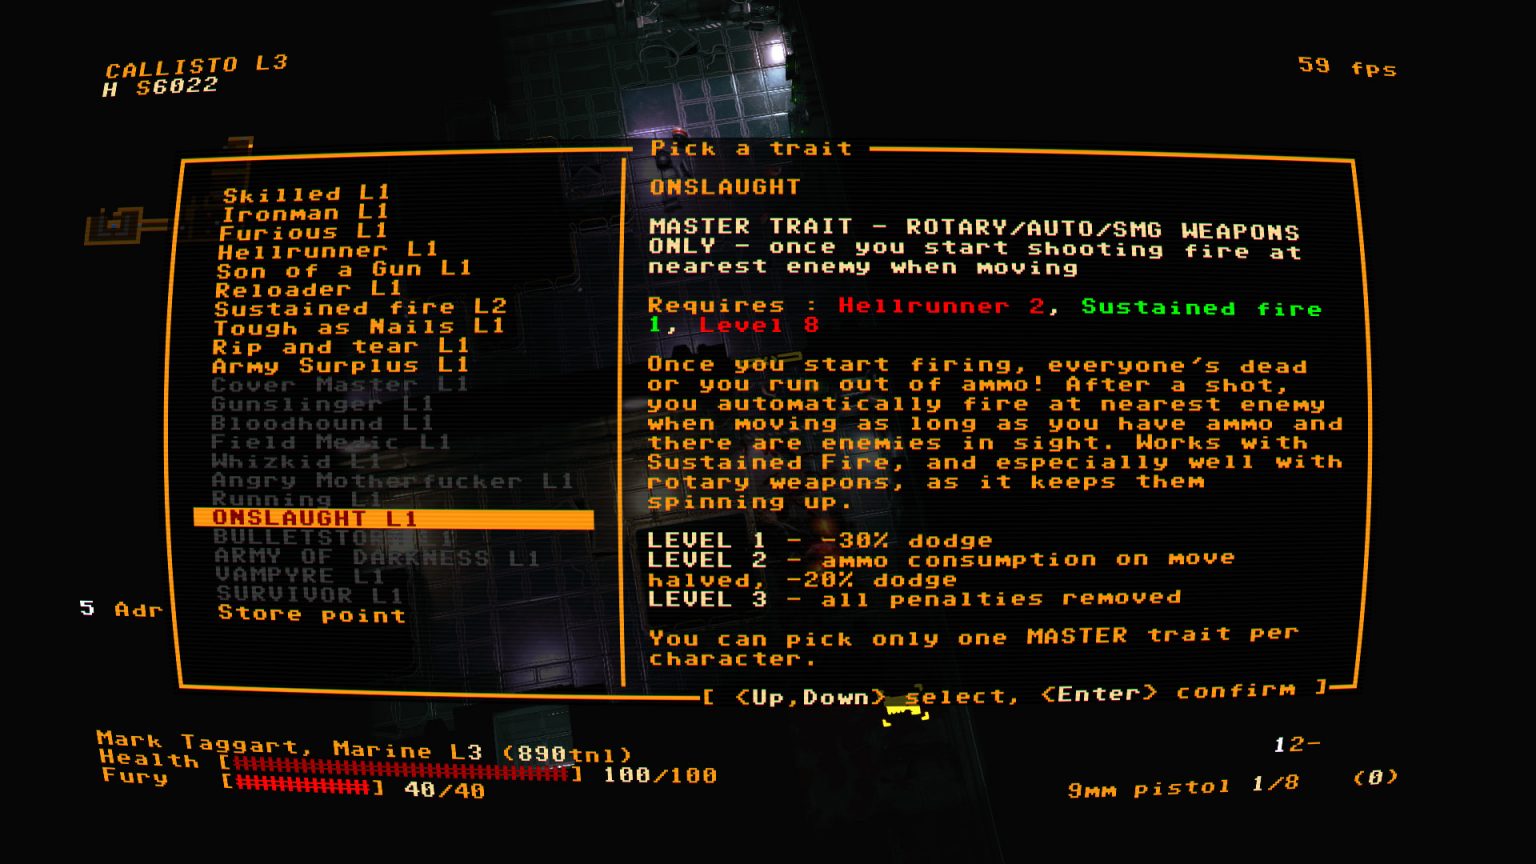 CALLISTO L3
H S6022
59 fps
Pick a trait
Skilled L1
Ironman L1
Furious L1
Hellrunner L1
Son of a Gun L1
Reloader L1
Sustained fire L2
Tough as Nails L1
Rip and tear L1
Army Surplus L1
Cover Master L1
Gunslinger L1
Bloodhound L1
Field Medic L1
Whizkid L1
Angry Motherfucker L1
Running L1
ONSLAUGHT L1
BULLETSTORM L1
ARMY OF DARKNESS L1
VAMPYRE L1
SURVIVOR L1
Store point
ONSLAUGHT
MASTER TRAIT - ROTARY/AUTO/SMG WEAPONS
ONLY - once you start shooting fire at
nearest enemy when moving
Requires : Hellrunner 2, Sustained fire
1, Level 8
Once you start firing, everyone's dead
or you run out of ammo! After a shot,
you automatically fire at nearest enemy
when moving as long as you have ammo and
there are enemies in sight. Works with
Sustained Fire, and especially well with
rotary weapons, as it keeps them
spinning up.
LEVEL 1 - -30% dodge
LEVEL 2 - ammo consumption on move
halved, -20% dodge
LEVEL 3 - all penalties removed
You can pick only one MASTER trait per
character.
[ <Up,Down> select, <Enter> confirm ]
5 Adr
Mark Taggart, Marine L3 (890tnl)
Health [##############################] 100/100
Fury [############] 40/40
12-
9mm pistol 1/8 (0)